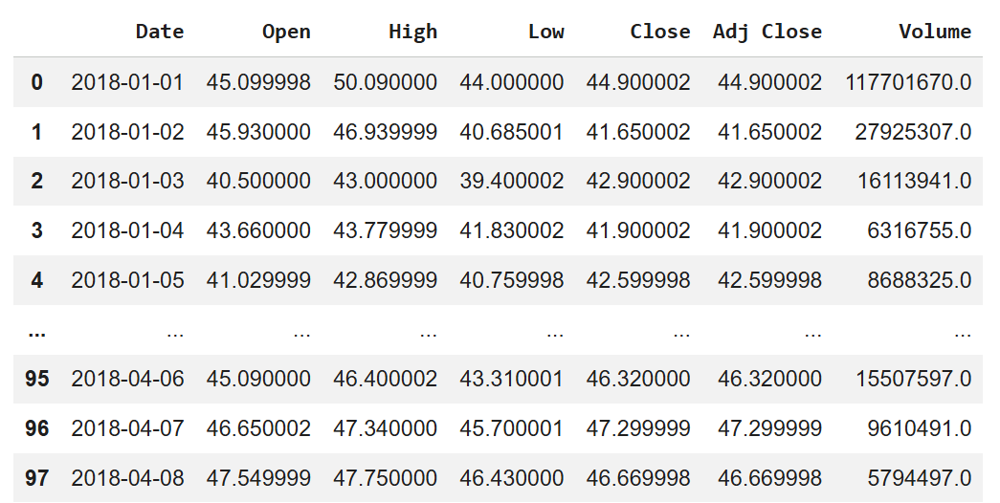 Date Open High Low Close Adj Close Volume
0 2018-01-01 45.099998 50.090000 44.000000 44.900002 44.900002 117701670.0
1 2018-01-02 45.930000 46.939999 40.685001 41.650002 41.650002 27925307.0
2 2018-01-03 40.500000 43.000000 39.400002 42.900002 42.900002 16113941.0
3 2018-01-04 43.660000 43.779999 41.830002 41.900002 41.900002 6316755.0
4 2018-01-05 41.029999 42.869999 40.759998 42.599998 42.599998 8688325.0
... ... ... ... ... ... ... ...
95 2018-04-06 45.090000 46.400002 43.310001 46.320000 46.320000 15507597.0
96 2018-04-07 46.650002 47.340000 45.700001 47.299999 47.299999 9610491.0
97 2018-04-08 47.549999 47.750000 46.430000 46.669998 46.669998 5794497.0